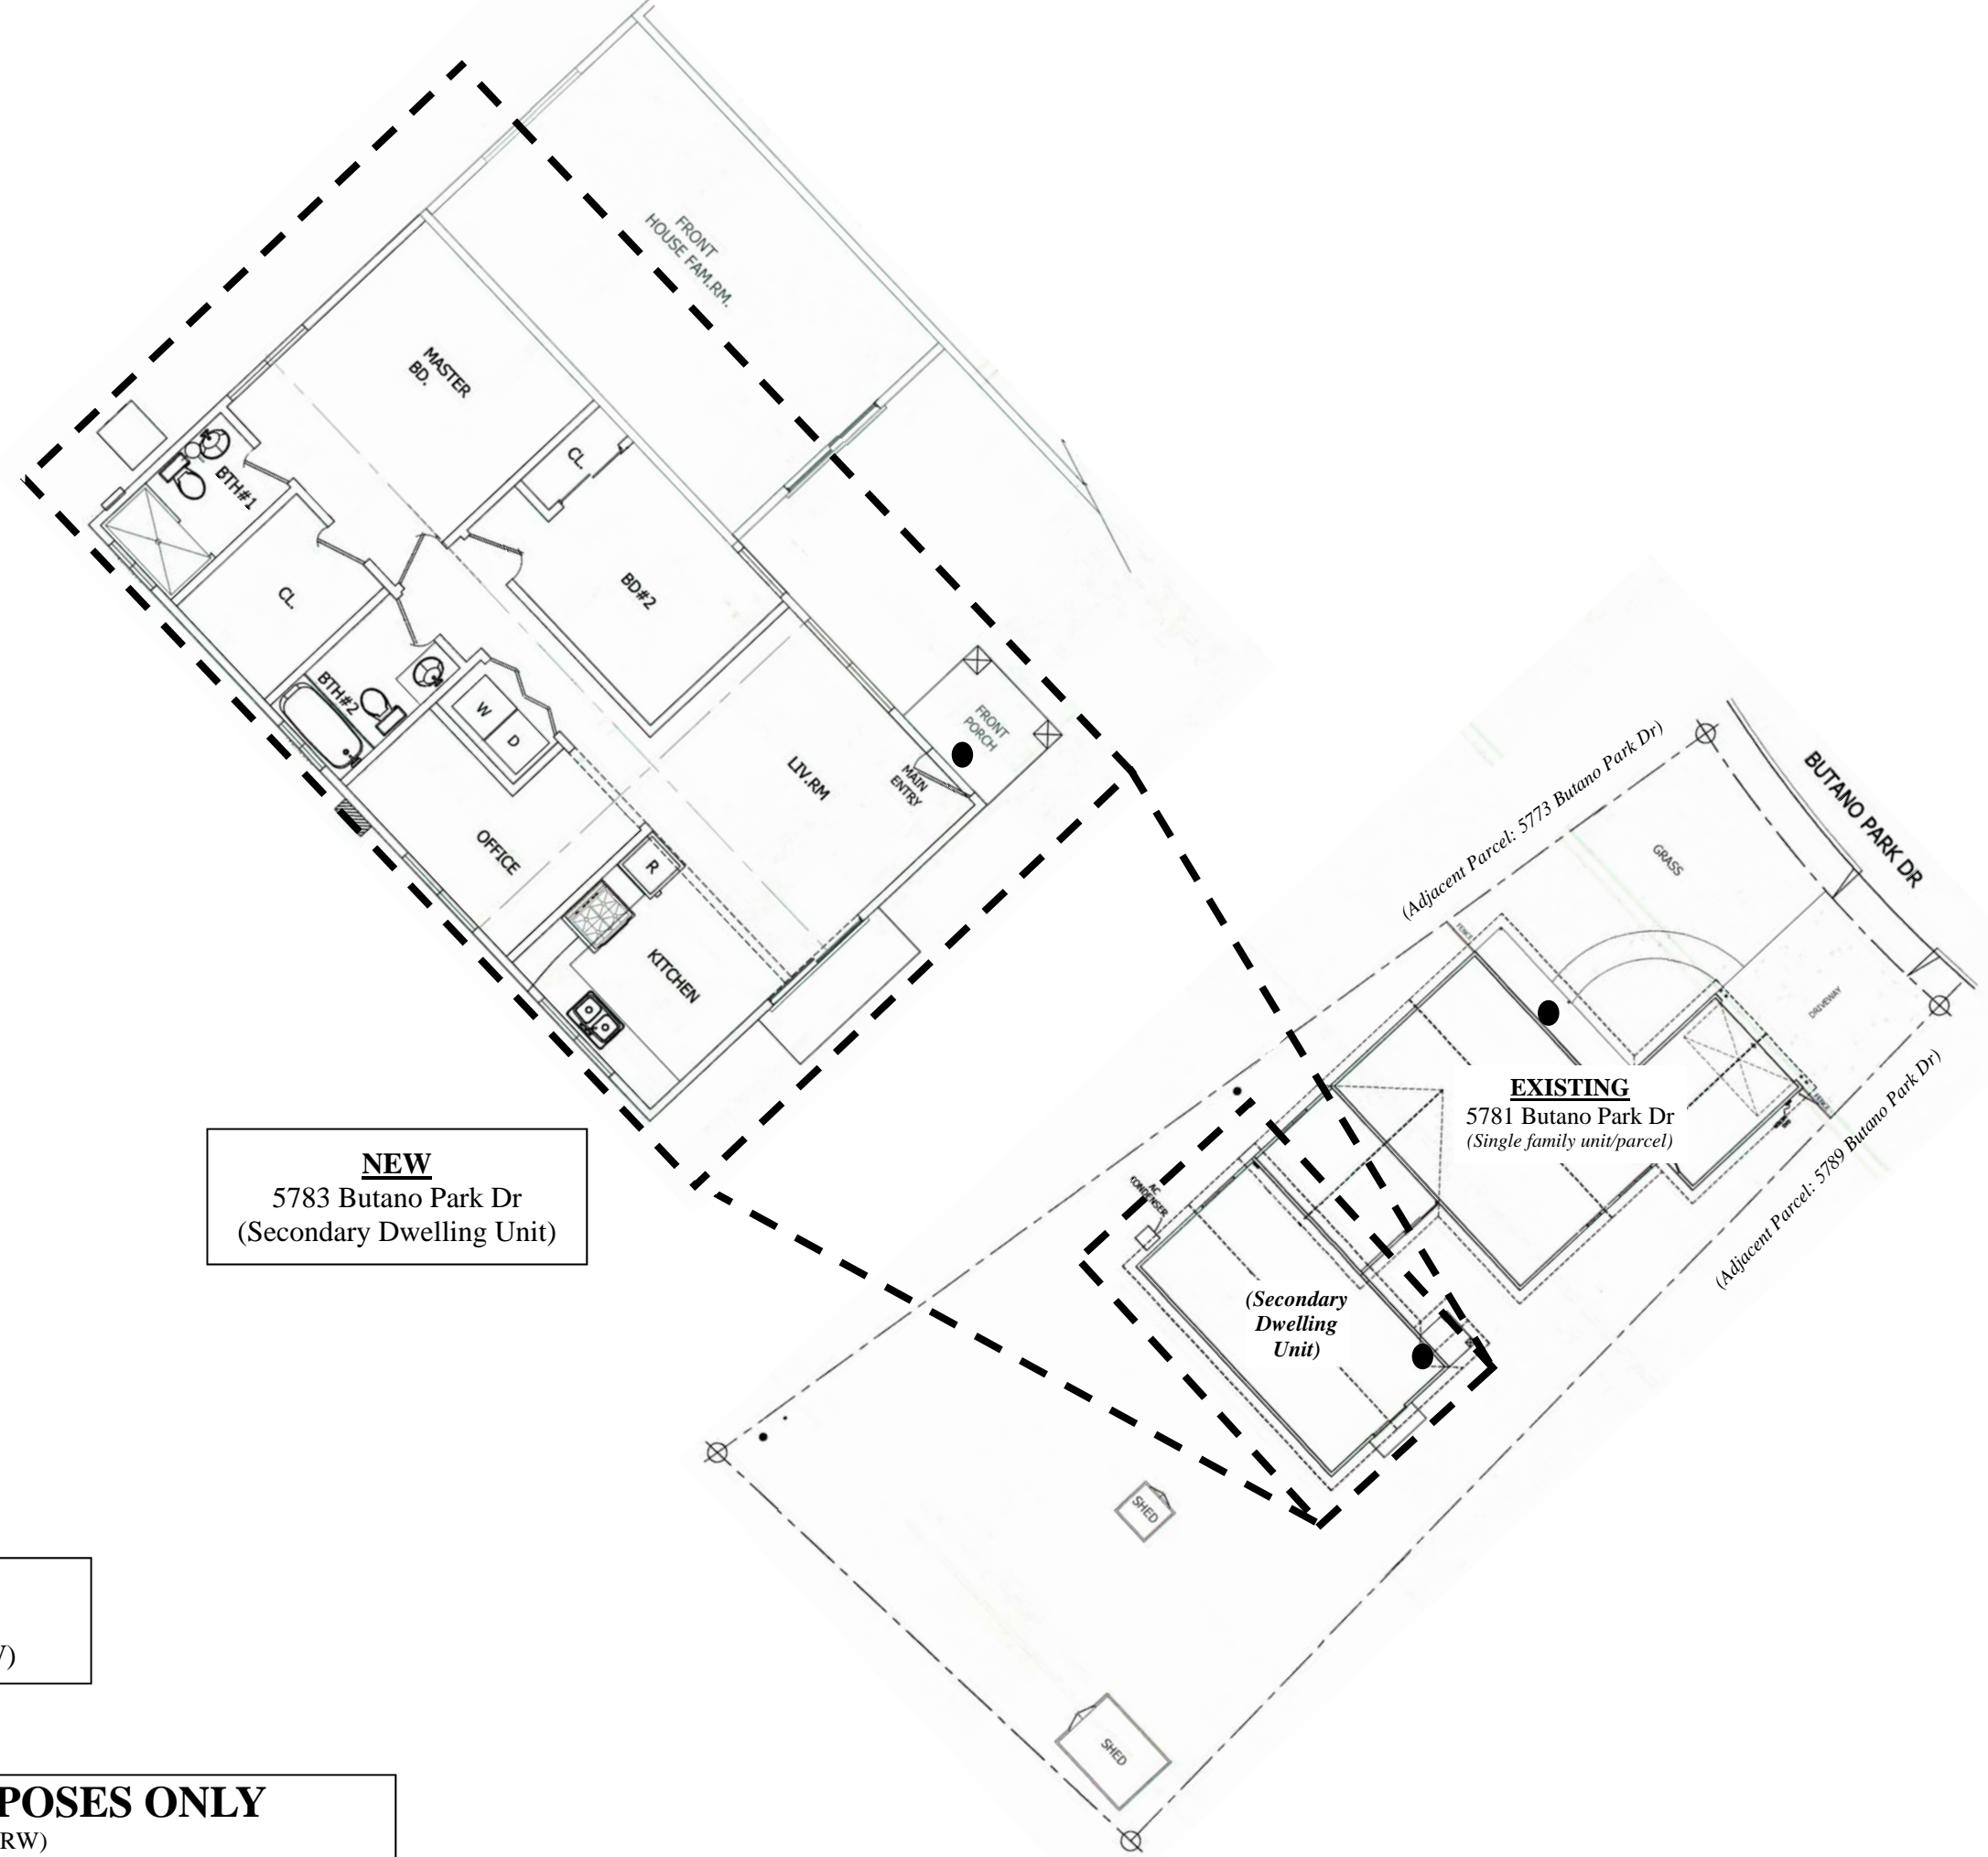 FRONT
HOUSE FAM.RM.
MASTER
BD.
CL.
BTH#1
CL.
BD#2
BTH#2
W
D
FRONT
PORCH
MAIN
ENTRY
LIV.RM
OFFICE
R
KITCHEN
NEW
5783 Butano Park Dr
(Secondary Dwelling Unit)
BUTANO PARK DR
(Adjacent Parcel: 5773 Butano Park Dr)
GRASS
FENCE
DRIVEWAY
EXISTING
5781 Butano Park Dr
(Single family unit/parcel)
FENCE
(Adjacent Parcel: 5789 Butano Park Dr)
AC
CONDENSER
(Secondary
Dwelling
Unit)
SHED
SHED
POSES ONLY
RW)